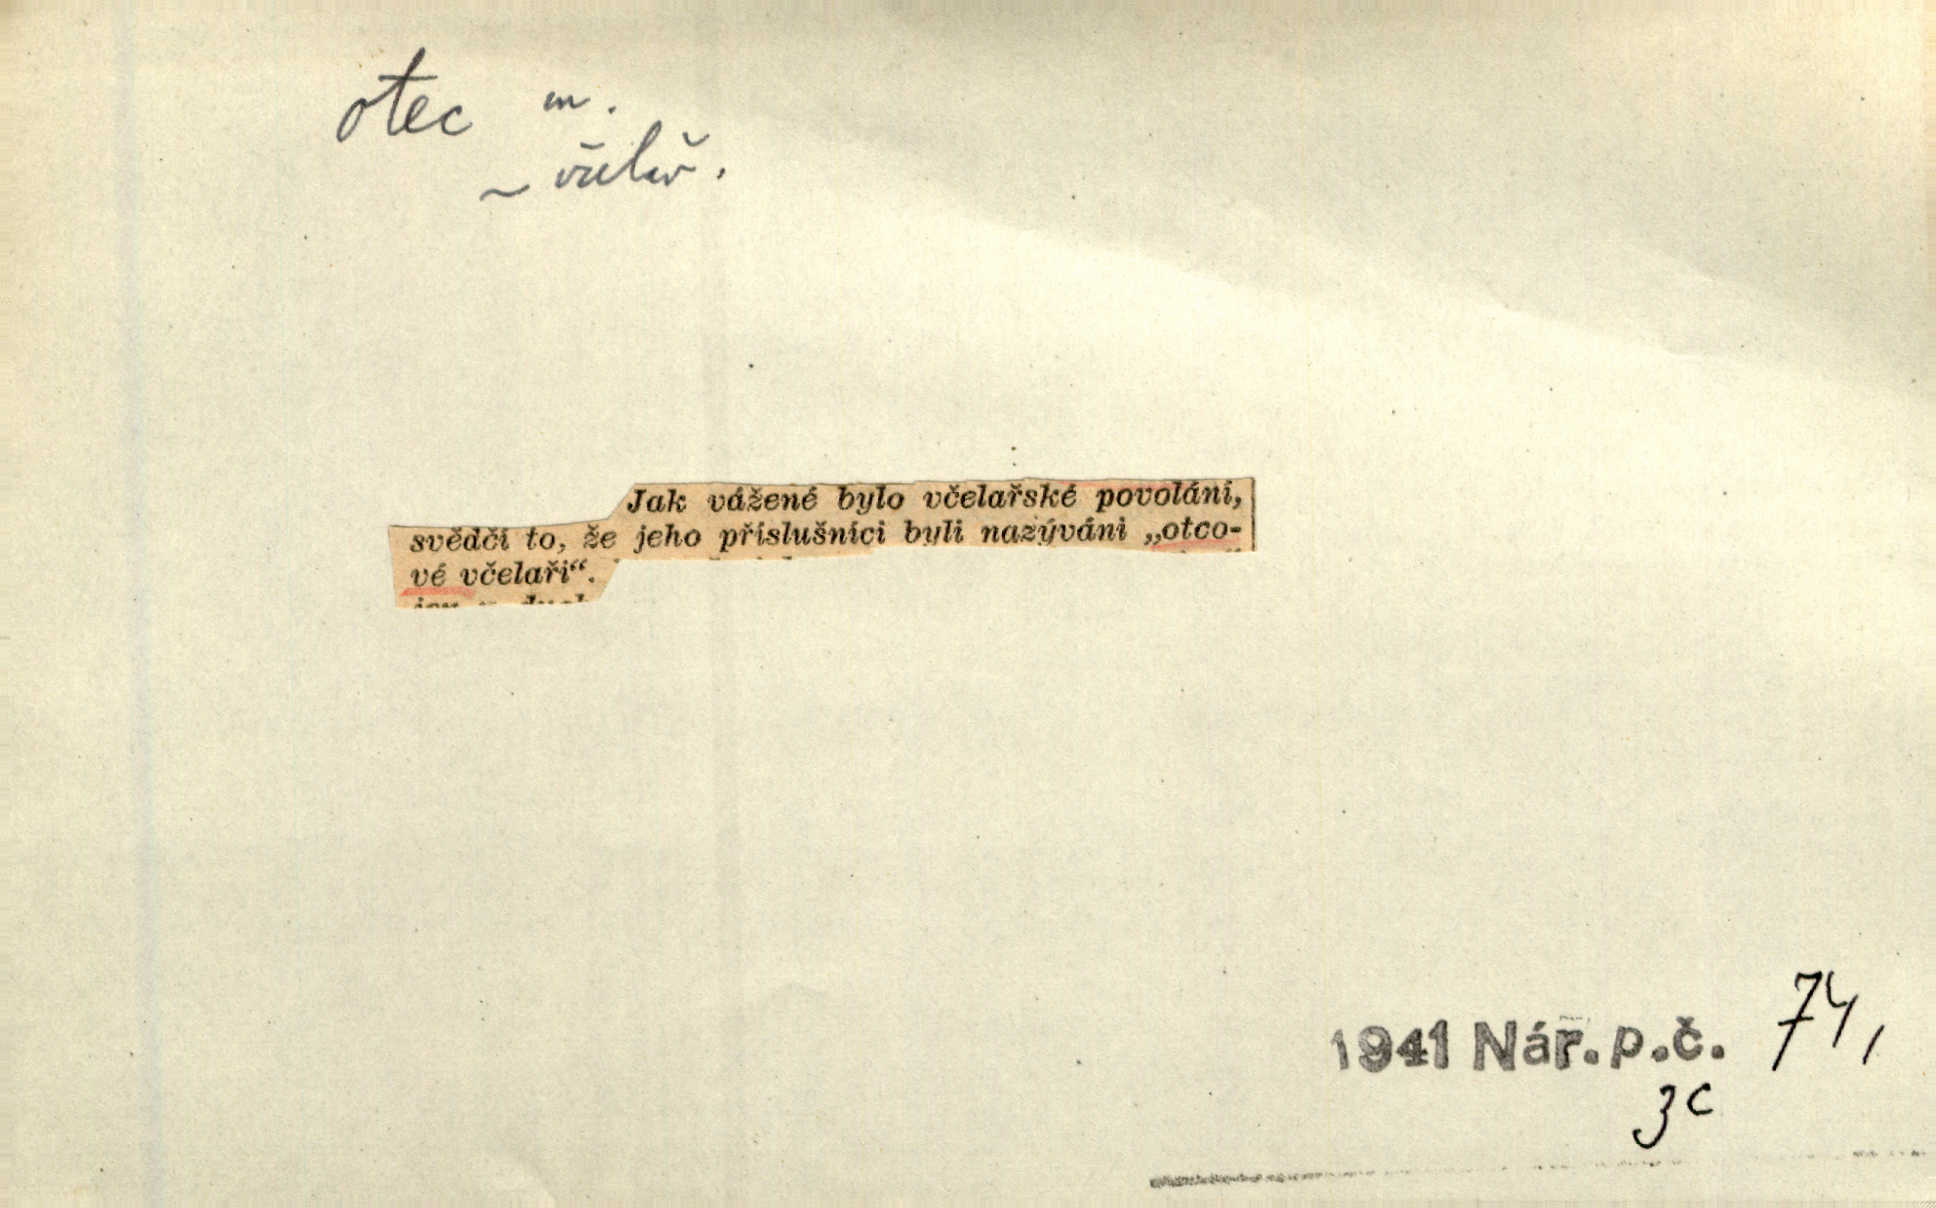 otec m.
~ včelař.
Jak vážené bylo včelařské povolání,
svědčí to, že jeho příslušníci byli nazýváni „otco-
vé včelaři“.
1941 Nář. p. č. 74,
3c